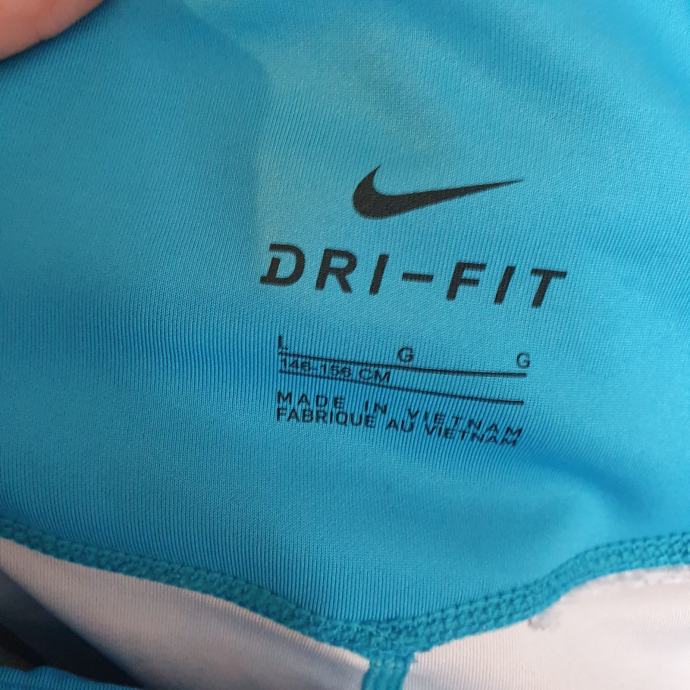 DRI-FIT
L G G
146-156 CM
MADE IN VIETNAM
FABRIQUE AU VIETNAM